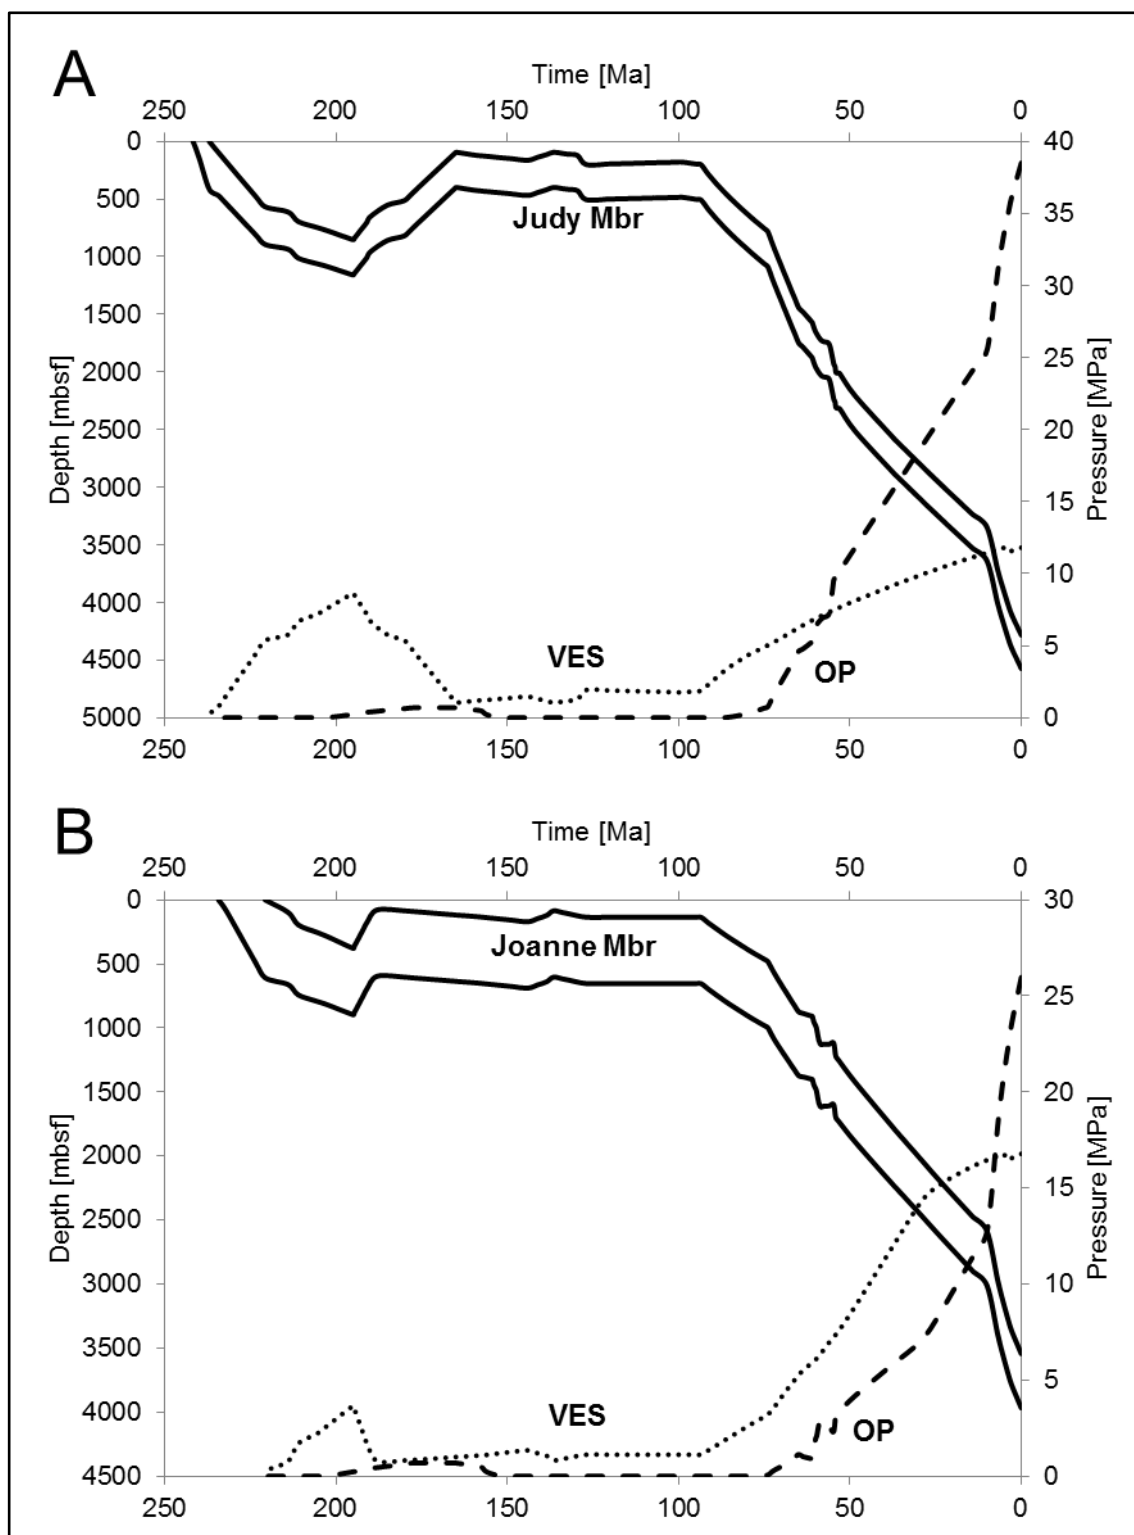 A
Time [Ma]
250 200 150 100 50 0
0 40
500 35
1000 30
1500 25
2000 20
2500 15
3000 10
3500 5
4000 0
4500
5000
Depth [mbsf]
Pressure [MPa]
Judy Mbr
VES
OP
250 200 150 100 50 0
B
Time [Ma]
250 200 150 100 50 0
0 30
500 25
1000 20
1500 15
2000 10
2500 5
3000 0
3500
4000
4500
Depth [mbsf]
Pressure [MPa]
Joanne Mbr
VES
OP
250 200 150 100 50 0